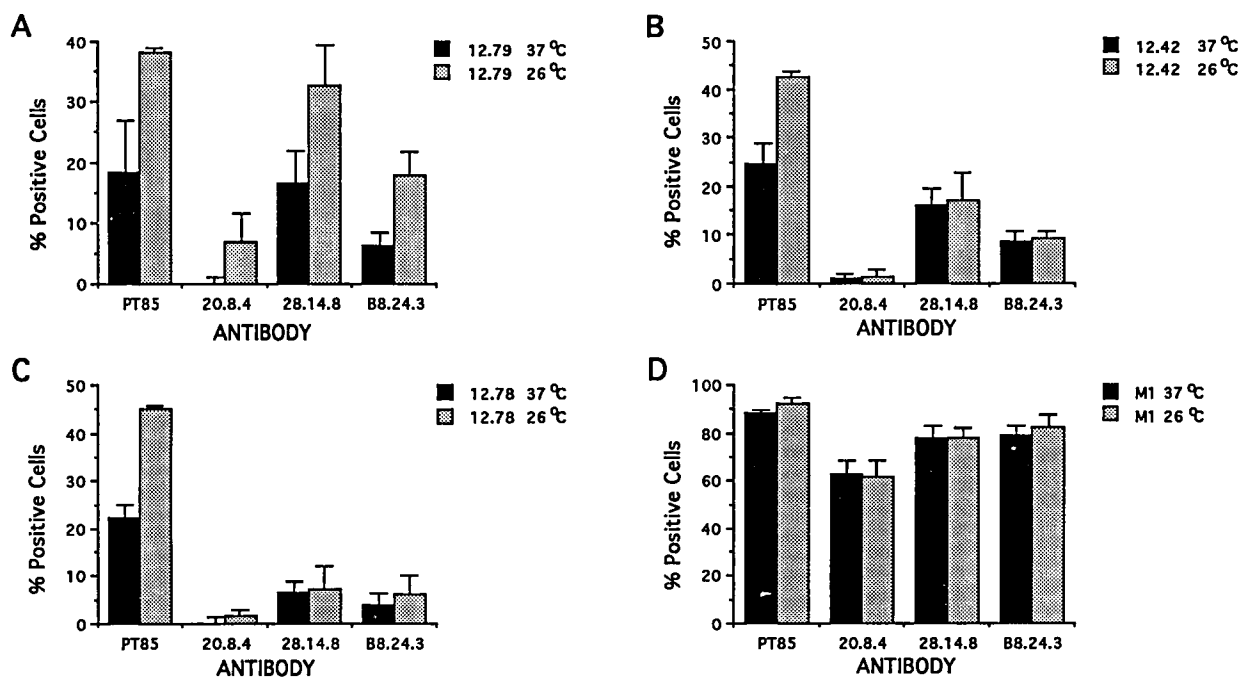 A
40
30
20
10
0
% Positive Cells
PT85 20.8.4 28.14.8 B8.24.3
ANTIBODY
12.79 37 °C
12.79 26 °C
B
50
40
30
20
10
0
% Positive Cells
PT85 20.8.4 28.14.8 B8.24.3
ANTIBODY
12.42 37 °C
12.42 26 °C
C
50
40
30
20
10
0
% Positive Cells
PT85 20.8.4 28.14.8 B8.24.3
ANTIBODY
12.78 37 °C
12.78 26 °C
D
100
80
60
40
20
0
% Positive Cells
PT85 20.8.4 28.14.8 B8.24.3
ANTIBODY
M1 37 °C
M1 26 °C